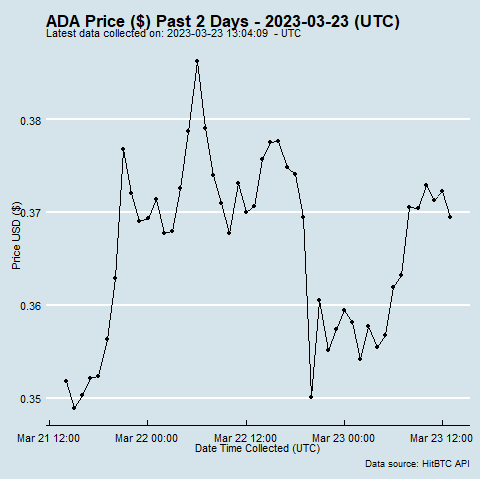 ADA Price ($) Past 2 Days - 2023-03-23 (UTC)
Latest data collected on: 2023-03-23 13:04:09 - UTC
0.38
0.37
0.36
0.35
Price USD ($)
Mar 21 12:00 Mar 22 00:00 Mar 22 12:00 Mar 23 00:00 Mar 23 12:00
Date Time Collected (UTC)
Data source: HitBTC API